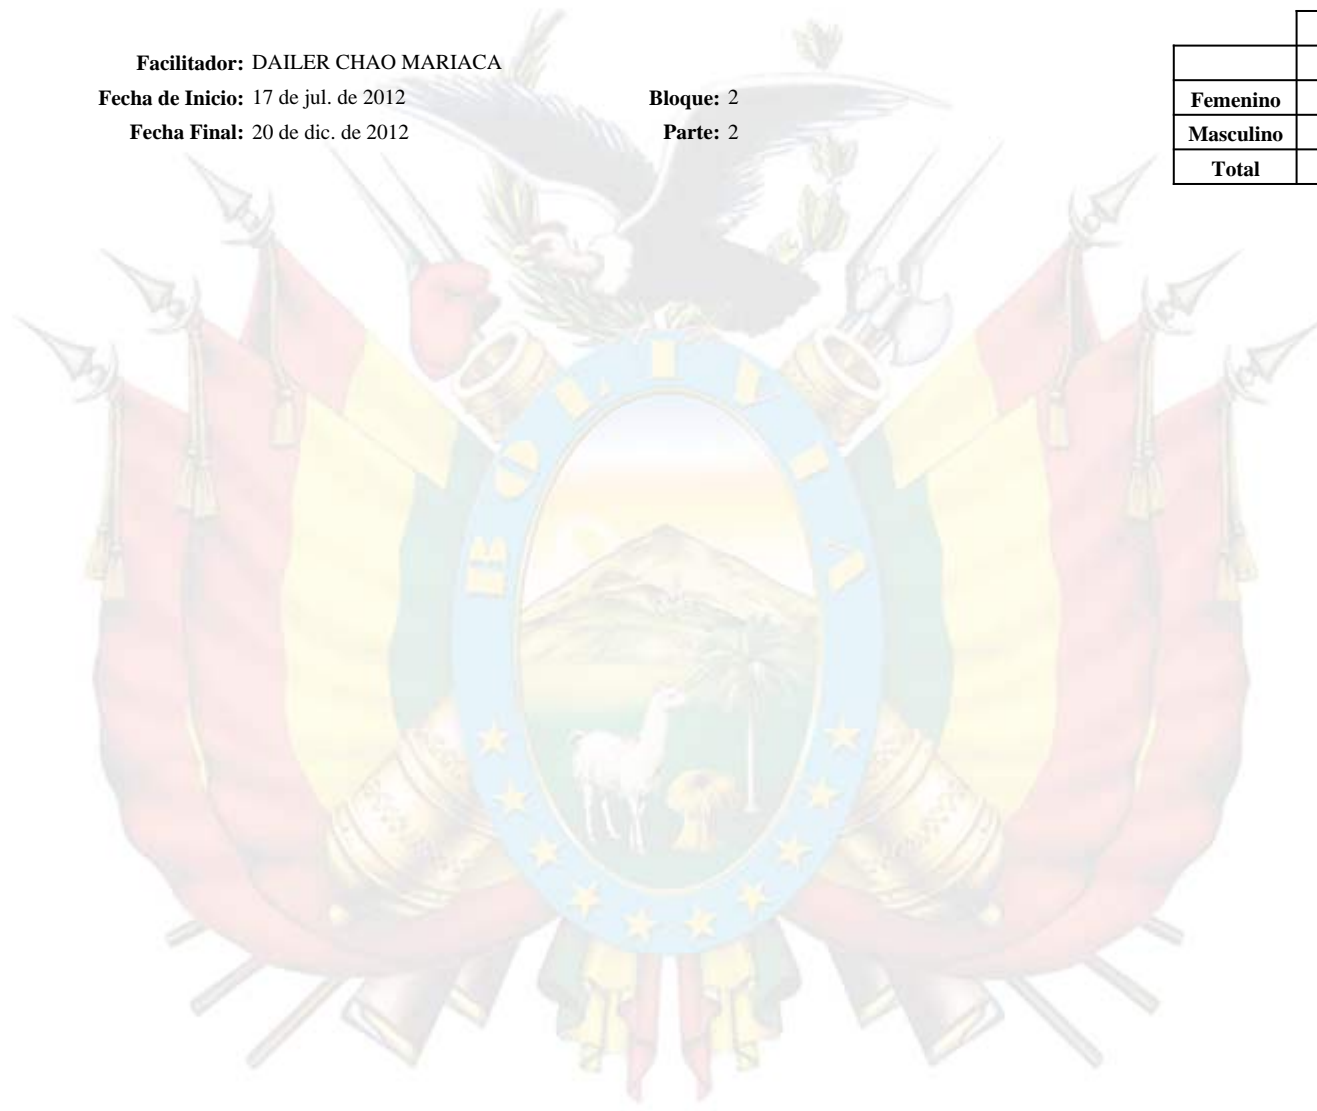 Facilitador: DAILER CHAO MARIACA
Fecha de Inicio: 17 de jul. de 2012 Bloque: 2
Fecha Final: 20 de dic. de 2012 Parte: 2
Femenino
Masculino
Total
BOLIVIA